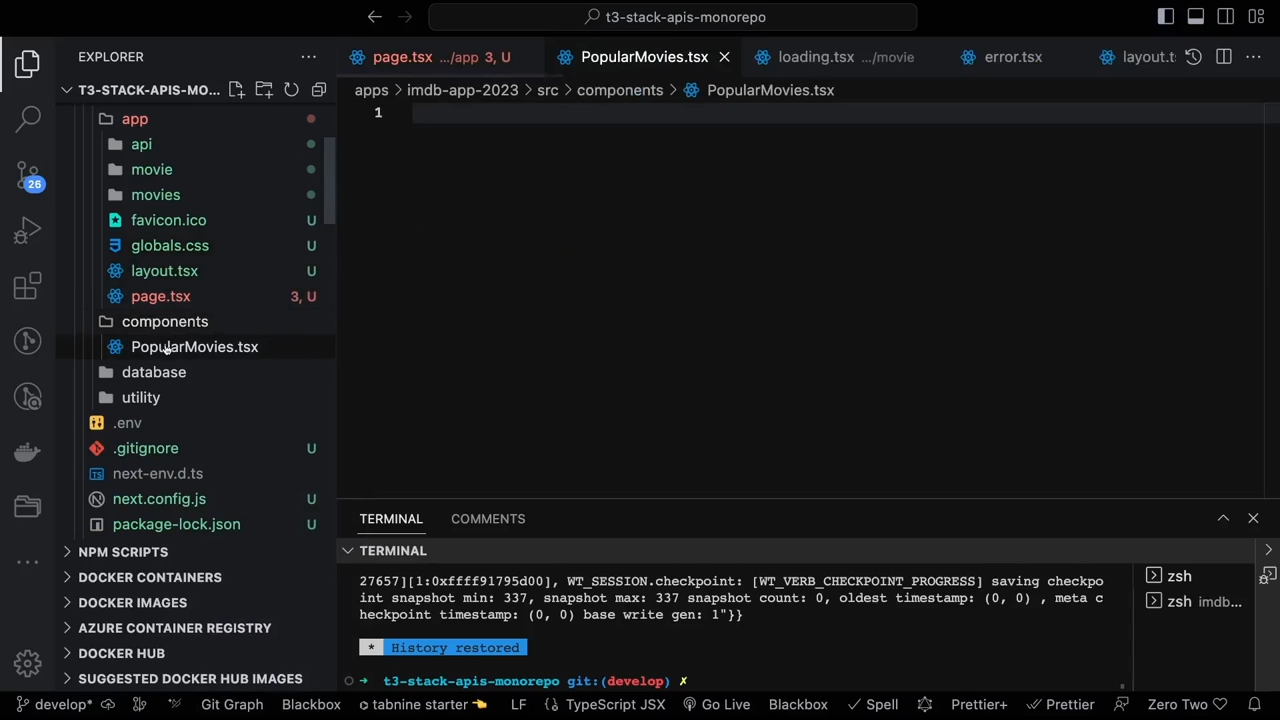 t3-stack-apis-monorepo
EXPLORER
page.tsx .../app 3, U
PopularMovies.tsx
loading.tsx .../movie
error.tsx
layout.t
T3-STACK-APIS-MO...
apps > imdb-app-2023 > src > components > PopularMovies.tsx
1
app
api
movie
movies
favicon.ico U
globals.css U
layout.tsx U
page.tsx 3, U
components
PopularMovies.tsx
database
utility
.env
.gitignore U
TS next-env.d.ts
N next.config.js U
package-lock.json U
26
NPM SCRIPTS
DOCKER CONTAINERS
DOCKER IMAGES
AZURE CONTAINER REGISTRY
DOCKER HUB
SUGGESTED DOCKER HUB IMAGES
TERMINAL COMMENTS
TERMINAL
27657][1:0xffff91795d00], WT_SESSION.checkpoint: [WT_VERB_CHECKPOINT_PROGRESS] saving checkpo
int snapshot min: 337, snapshot max: 337 snapshot count: 0, oldest timestamp: (0, 0) , meta c
heckpoint timestamp: (0, 0) base write gen: 1"}}
* History restored
➜ t3-stack-apis-monorepo git:(develop) ✗
zsh
zsh imdb...
develop* Git Graph Blackbox tabnine starter 👈 LF {} TypeScript JSX Go Live Blackbox ✓ Spell Prettier+ ✓ Prettier Zero Two ♡